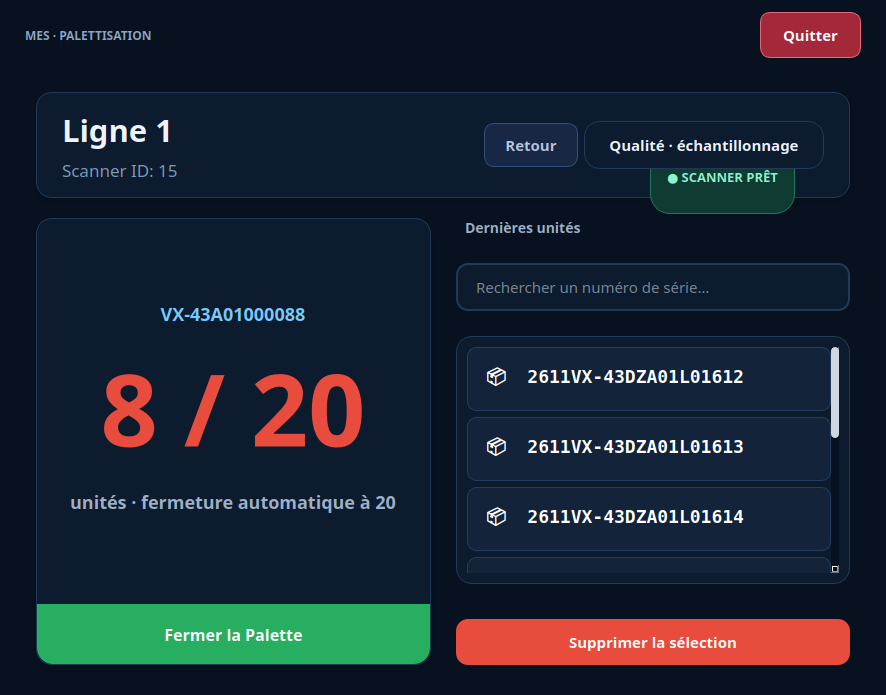 MES · PALETTISATION
Quitter
Ligne 1
Scanner ID: 15
Retour
Qualité · échantillonnage
SCANNER PRÊT
VX-43A01000088
8 / 20
unités · fermeture automatique à 20
Fermer la Palette
Dernières unités
Rechercher un numéro de série...
2611VX-43DZA01L01612
2611VX-43DZA01L01613
2611VX-43DZA01L01614
Supprimer la sélection